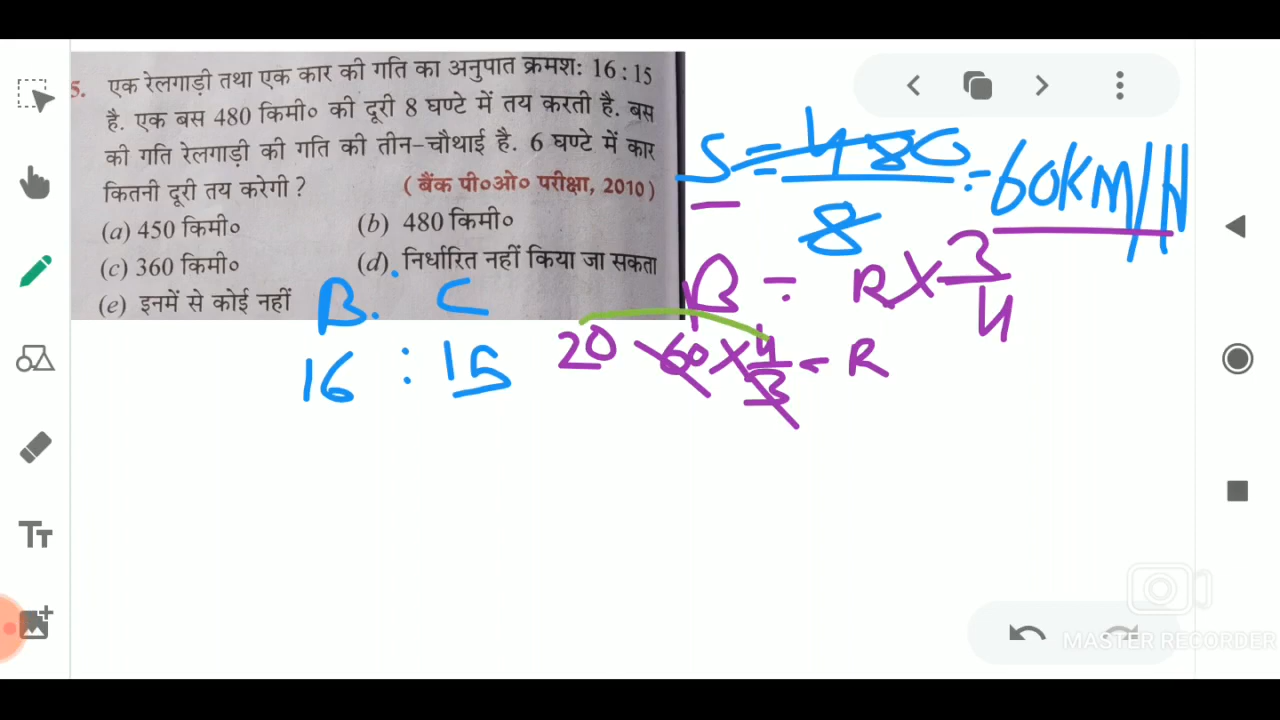 5. एक रेलगाड़ी तथा एक कार की गति का अनुपात क्रमश: 16 : 15
है. एक बस 480 किमी० की दूरी 8 घण्टे में तय करती है. बस
की गति रेलगाड़ी की गति की तीन-चौथाई है. 6 घण्टे में कार
कितनी दूरी तय करेगी ?
( बैंक पी०ओ० परीक्षा, 2010 )
(a) 450 किमी०
(b) 480 किमी०
(c) 360 किमी०
(d) निर्धारित नहीं किया जा सकता
(e) इनमें से कोई नहीं
S = 480/8 = 60KM/H
B = R × 3/4
B : C
16 : 15
20 60 × 4/3 = R
Tт
MASTER RECORDER